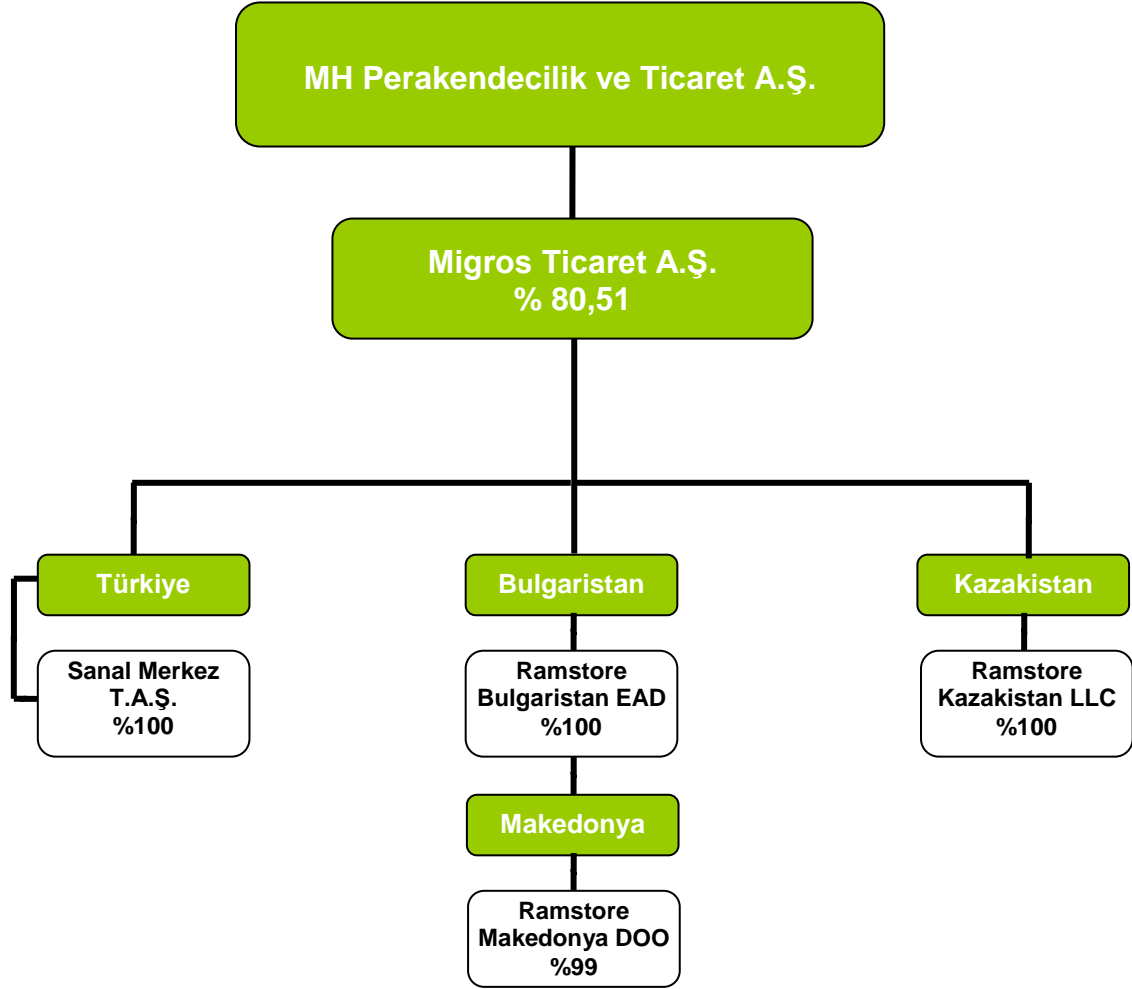 MH Perakendecilik ve Ticaret A.Ş.
Migros Ticaret A.Ş.
% 80,51
Türkiye
Bulgaristan
Kazakistan
Sanal Merkez
T.A.Ş.
%100
Ramstore
Bulgaristan EAD
%100
Ramstore
Kazakistan LLC
%100
Makedonya
Ramstore
Makedonya DOO
%99